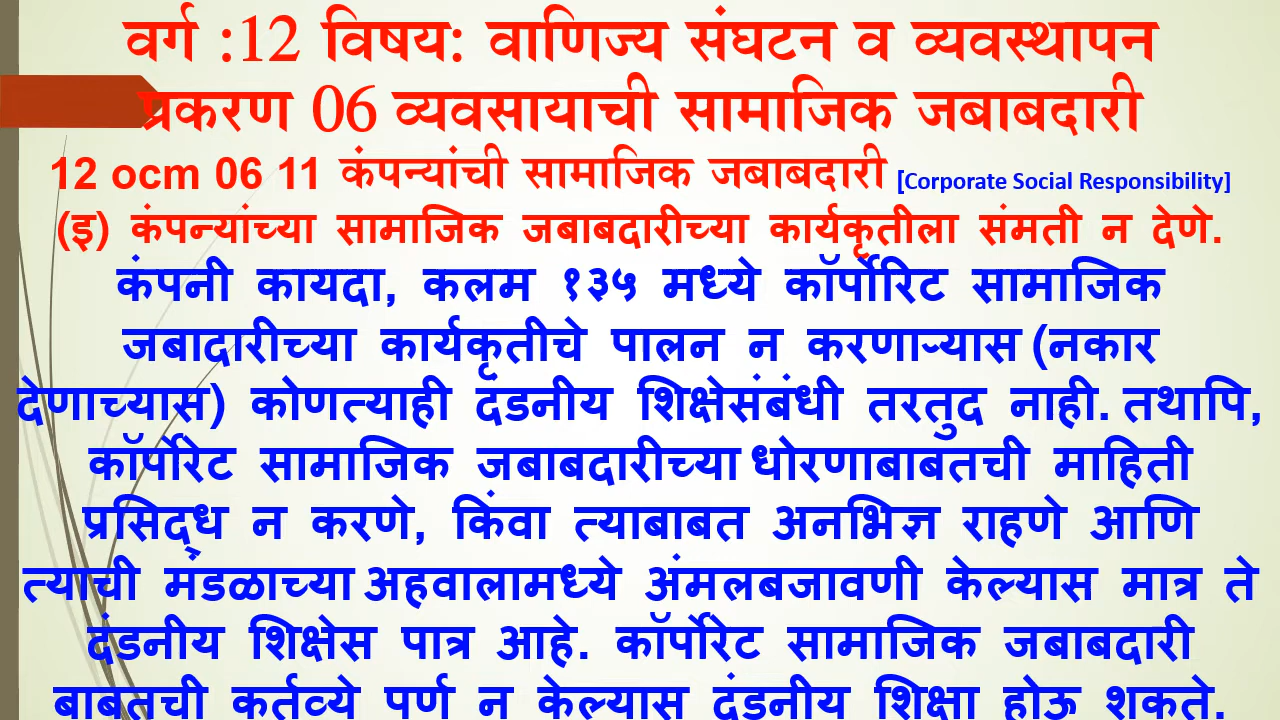 वर्ग :12 विषय: वाणिज्य संघटन व व्यवस्थापन
प्रकरण 06 व्यवसायाची सामाजिक जबाबदारी
12 ocm 06 11 कंपन्यांची सामाजिक जबाबदारी [Corporate Social Responsibility]
(इ) कंपन्यांच्या सामाजिक जबाबदारीच्या कार्यकृतीला संमती न देणे.
कंपनी कायदा, कलम १३५ मध्ये कॉर्पोरिट सामाजिक
जबादारीच्या कार्यकृतीचे पालन न करणाऱ्यास (नकार
देणाच्यास) कोणत्याही दंडनीय शिक्षेसंबंधी तरतुद नाही. तथापि,
कॉर्पोरेट सामाजिक जबाबदारीच्या धोरणाबाबतची माहिती
प्रसिद्ध न करणे, किंवा त्याबाबत अनभिज्ञ राहणे आणि
त्याची मंडळाच्या अहवालामध्ये अंमलबजावणी केल्यास मात्र ते
दंडनीय शिक्षेस पात्र आहे. कॉर्पोरेट सामाजिक जबाबदारी
बाबतची कर्तव्ये पर्ण न केल्यास दंडनीय शिक्षा होऊ शकते.